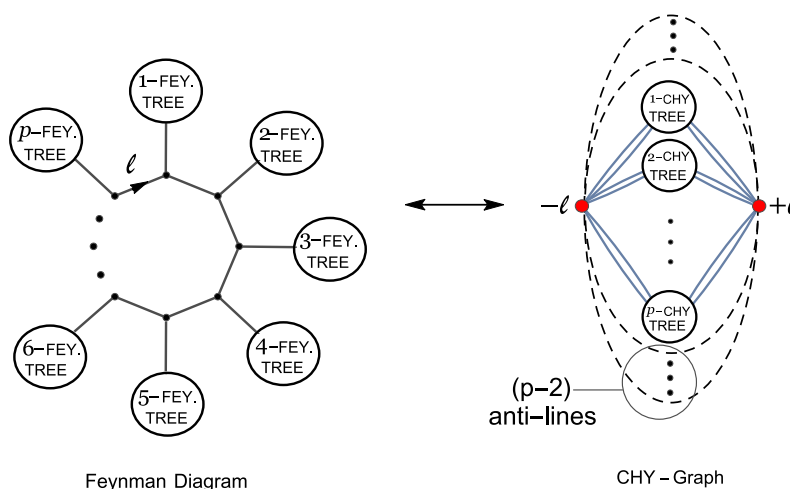 1-FEY.
TREE
2-FEY.
TREE
3-FEY.
TREE
4-FEY.
TREE
5-FEY.
TREE
6-FEY.
TREE
p-FEY.
TREE
ℓ
Feynman Diagram
1-CHY
TREE
2-CHY
TREE
p-CHY
TREE
-ℓ
+ℓ
(p-2)
anti-lines
CHY - Graph